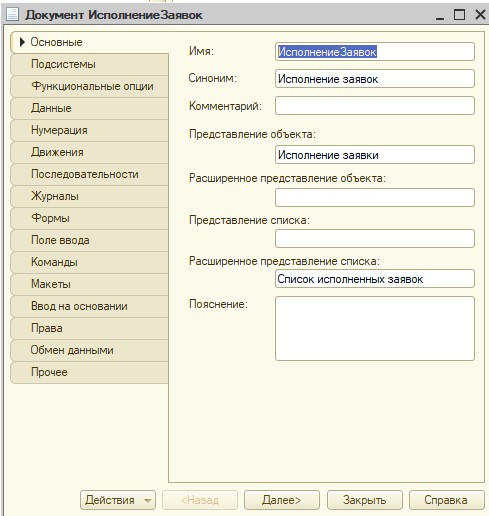 Документ ИсполнениеЗаявок
Основные
Подсистемы
Функциональные опции
Данные
Нумерация
Движения
Последовательности
Журналы
Формы
Поле ввода
Команды
Макеты
Ввод на основании
Права
Обмен данными
Прочее
Имя: ИсполнениеЗаявок
Синоним: Исполнение заявок
Комментарий:
Представление объекта:
Исполнение заявки
Расширенное представление объекта:
Представление списка:
Расширенное представление списка:
Список исполненных заявок
Пояснение:
Действия <Назад Далее> Закрыть Справка